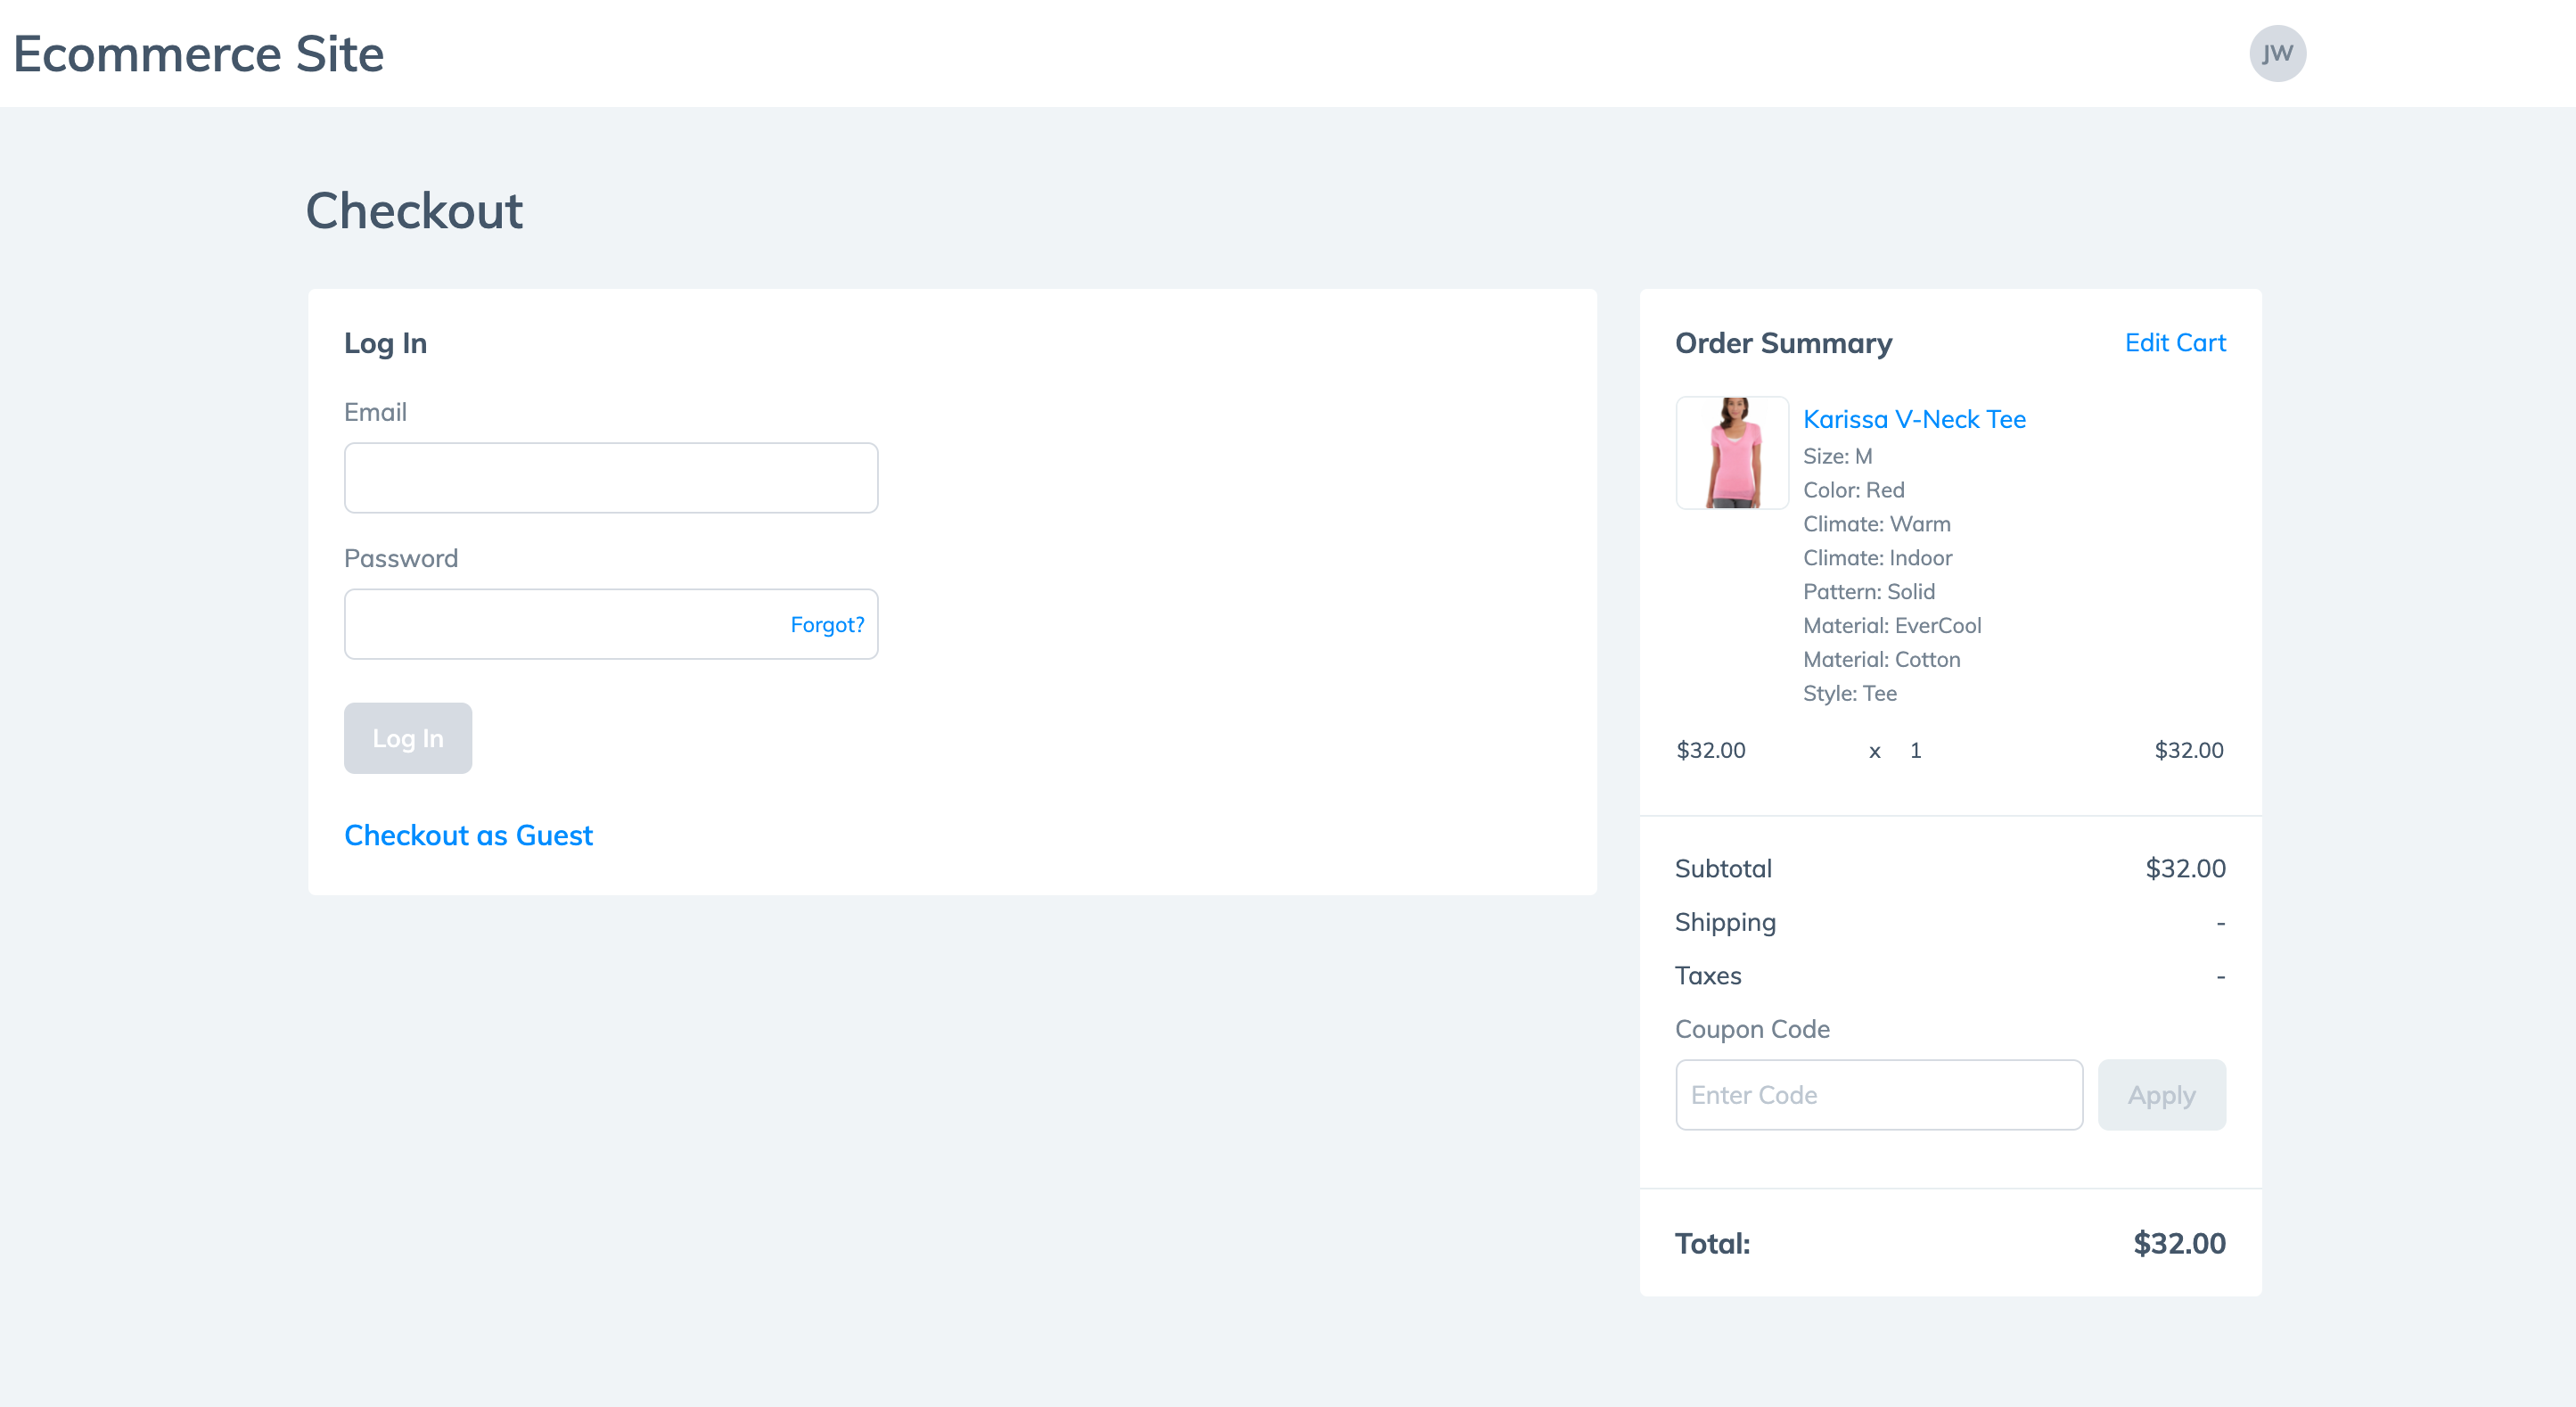 Ecommerce Site
JW
Checkout
Log In
Email
Password
Forgot?
Log In
Checkout as Guest
Order Summary
Edit Cart
Karissa V-Neck Tee
Size: M
Color: Red
Climate: Warm
Climate: Indoor
Pattern: Solid
Material: EverCool
Material: Cotton
Style: Tee
$32.00 x 1 $32.00
Subtotal $32.00
Shipping -
Taxes -
Coupon Code
Enter Code
Apply
Total: $32.00